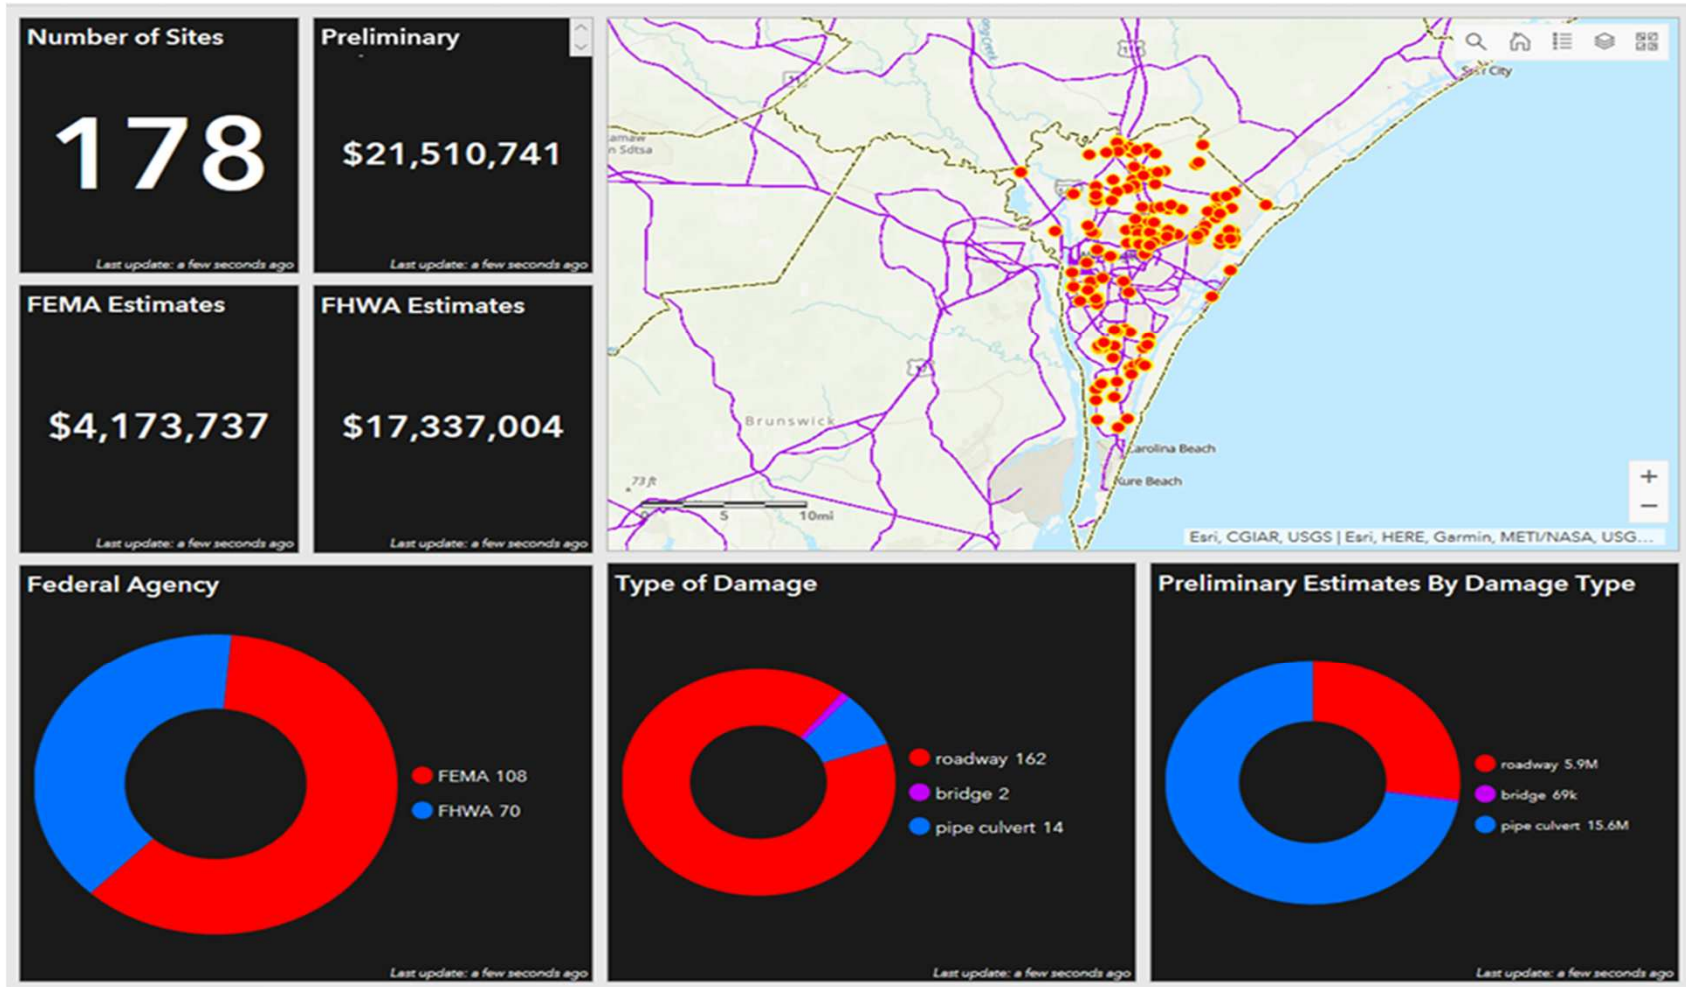 Number of Sites
178
Last update: a few seconds ago
Preliminary
$21,510,741
Last update: a few seconds ago
FEMA Estimates
$4,173,737
Last update: a few seconds ago
FHWA Estimates
$17,337,004
Last update: a few seconds ago
City
Brunswick
Carolina Beach
Kure Beach
73 ft
5
10mi
Esri, CGIAR, USGS | Esri, HERE, Garmin, METI/NASA, USG...
Federal Agency
FEMA 108
FHWA 70
Last update: a few seconds ago
Type of Damage
roadway 162
bridge 2
pipe culvert 14
Last update: a few seconds ago
Preliminary Estimates By Damage Type
roadway 5.9M
bridge 69k
pipe culvert 15.6M
Last update: a few seconds ago